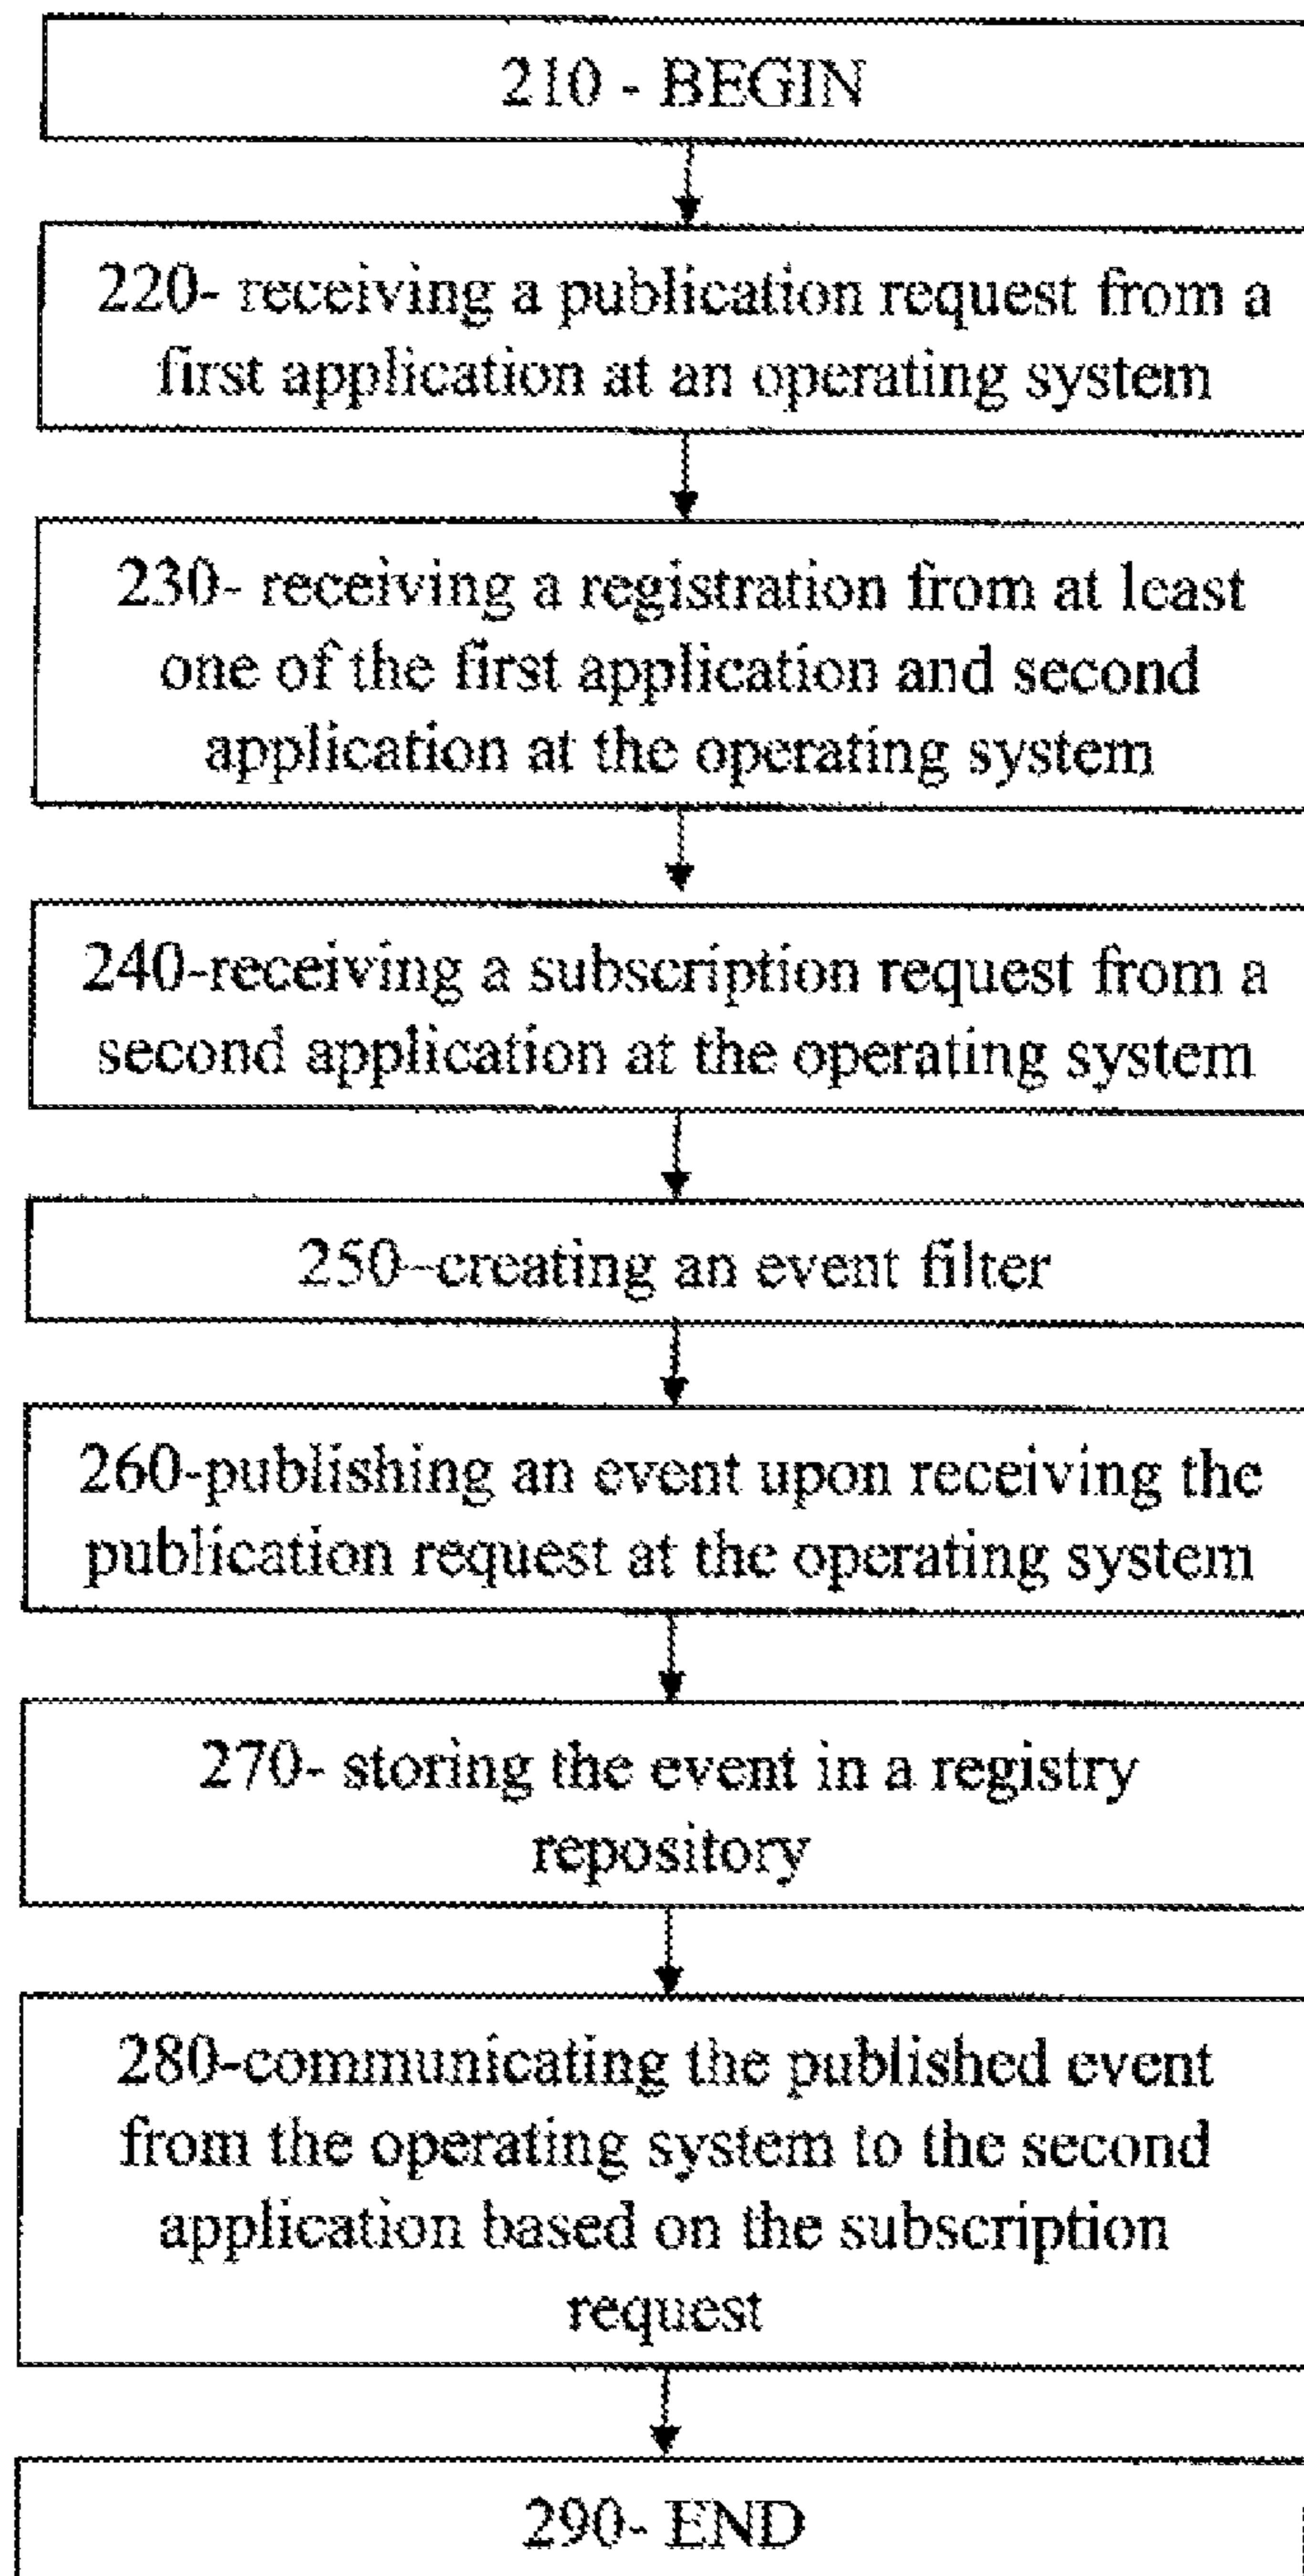 210 - BEGIN
220- receiving a publication request from a
first application at an operating system
230- receiving a registration from at least
one of the first application and second
application at the operating system
240-receiving a subscription request from a
second application at the operating system
250–creating an event filter
260-publishing an event upon receiving the
publication request at the operating system
270- storing the event in a registry
repository
280-communicating the published event
from the operating system to the second
application based on the subscription
request
290- END